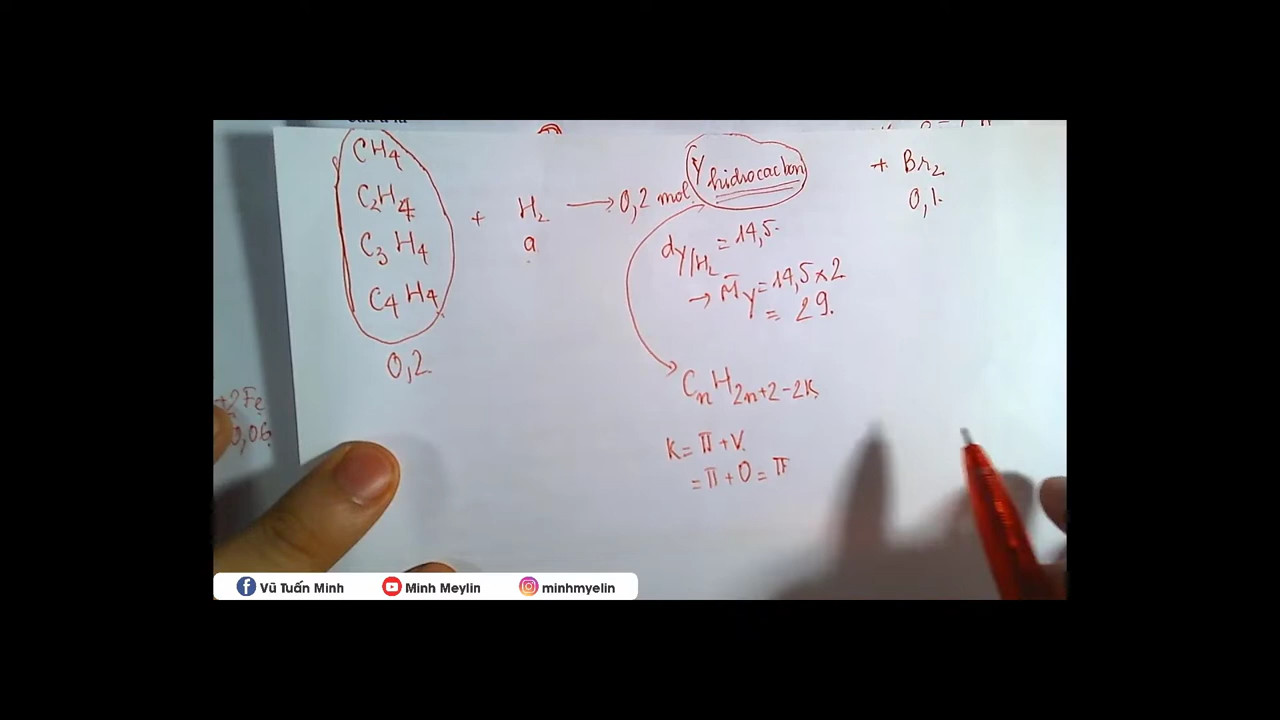 CH4
C2H4
C3H4
C4H4
0,2
+ H2
a
→ 0,2 mol Y hidrocacbon
+ Br2
0,1.
dY/H2 = 14,5.
→ M̄Y = 14,5 x 2
= 29.
CnH2n+2-2K
K = π + V.
= π + 0 = π
+2Fe
0,06
Vũ Tuấn Minh
Minh Meylin
minhmyelin